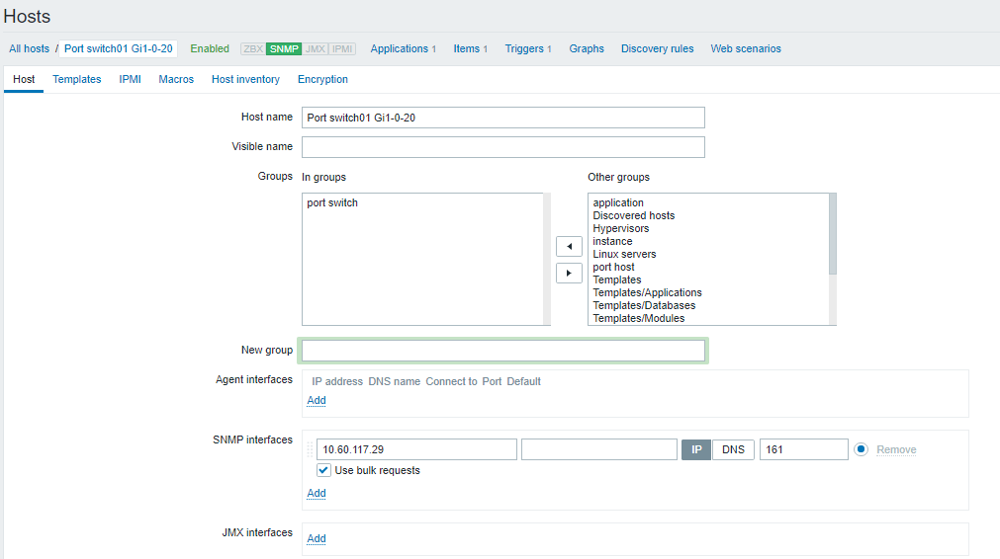 Hosts
All hosts / Port switch01 Gi1-0-20 Enabled ZBX SNMP JMX IPMI Applications 1 Items 1 Triggers 1 Graphs Discovery rules Web scenarios
Host Templates IPMI Macros Host inventory Encryption
Host name Port switch01 Gi1-0-20
Visible name
Groups In groups Other groups
port switch application
Discovered hosts
Hypervisors
instance
Linux servers
port host
Templates
Templates/Applications
Templates/Databases
Templates/Modules
New group
Agent interfaces IP address DNS name Connect to Port Default
Add
SNMP interfaces 10.60.117.29 IP DNS 161 Remove
Use bulk requests
Add
JMX interfaces Add